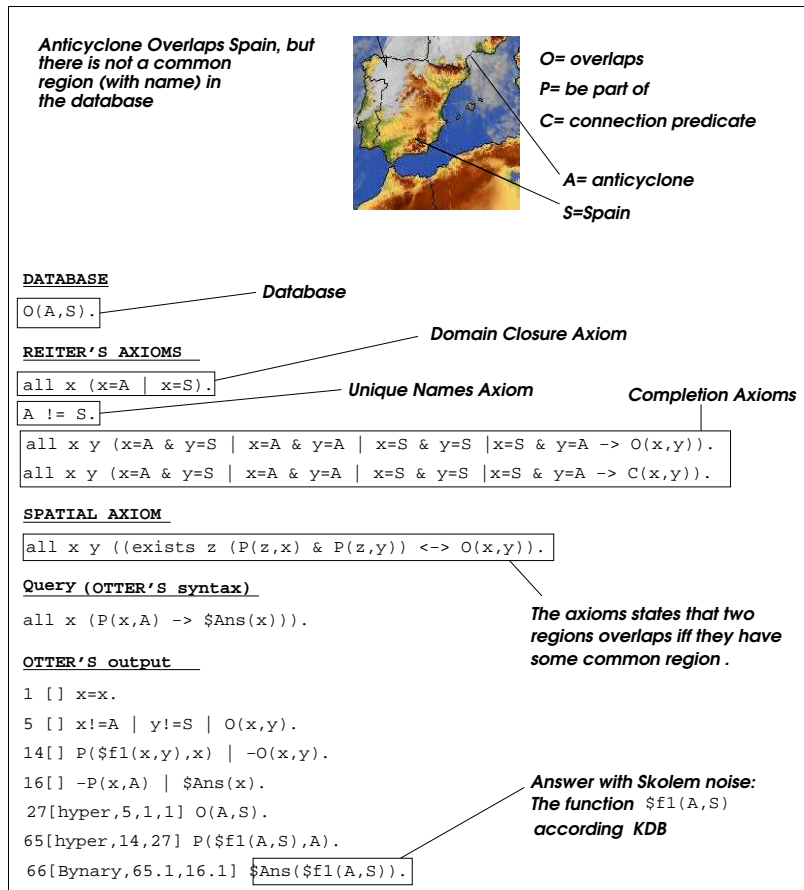 Anticyclone Overlaps Spain, but
there is not a common
region (with name) in
the database
O= overlaps
P= be part of
C= connection predicate
A= anticyclone
S=Spain
DATABASE
O(A,S).
Database
REITER'S AXIOMS
Domain Closure Axiom
all x (x=A | x=S).
Unique Names Axiom
A != S.
Completion Axioms
all x y (x=A & y=S | x=A & y=A | x=S & y=S |x=S & y=A -> O(x,y)).
all x y (x=A & y=S | x=A & y=A | x=S & y=S |x=S & y=A -> C(x,y)).
SPATIAL AXIOM
all x y ((exists z (P(z,x) & P(z,y)) <-> O(x,y)).
Query (OTTER'S syntax)
all x (P(x,A) -> $Ans(x))).
The axioms states that two
regions overlaps iff they have
some common region .
OTTER'S output
1 [] x=x.
5 [] x!=A | y!=S | O(x,y).
14[] P($f1(x,y),x) | -O(x,y).
16[] -P(x,A) | $Ans(x).
27[hyper,5,1,1] O(A,S).
65[hyper,14,27] P($f1(A,S),A).
66[Bynary,65.1,16.1] $Ans($f1(A,S)).
Answer with Skolem noise:
The function $f1(A,S)
according KDB